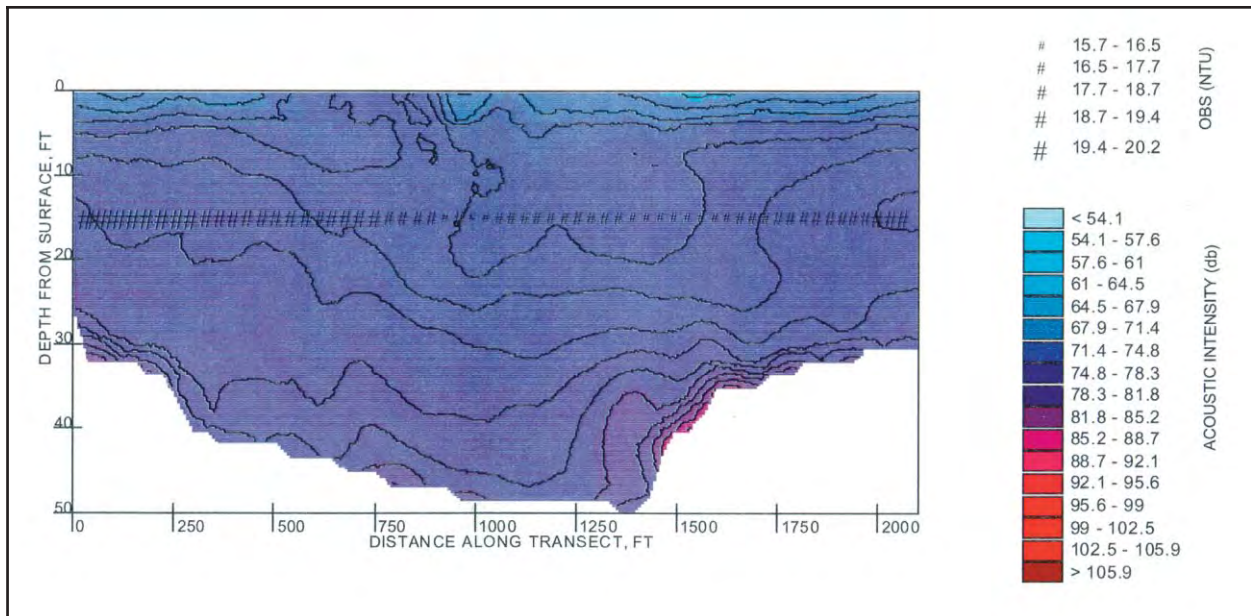 0
10
20
30
40
50
DEPTH FROM SURFACE, FT
0
250
500
750
1000
1250
1500
1750
2000
DISTANCE ALONG TRANSECT, FT
# 15.7 - 16.5
# 16.5 - 17.7
# 17.7 - 18.7
# 18.7 - 19.4
# 19.4 - 20.2
OBS (NTU)
< 54.1
54.1 - 57.6
57.6 - 61
61 - 64.5
64.5 - 67.9
67.9 - 71.4
71.4 - 74.8
74.8 - 78.3
78.3 - 81.8
81.8 - 85.2
85.2 - 88.7
88.7 - 92.1
92.1 - 95.6
95.6 - 99
99 - 102.5
102.5 - 105.9
> 105.9
ACOUSTIC INTENSITY (db)